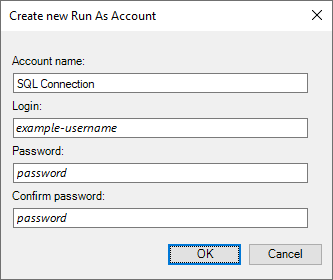 Create new Run As Account
Account name:
SQL Connection
Login:
example-username
Password:
password
Confirm password:
password
OK Cancel